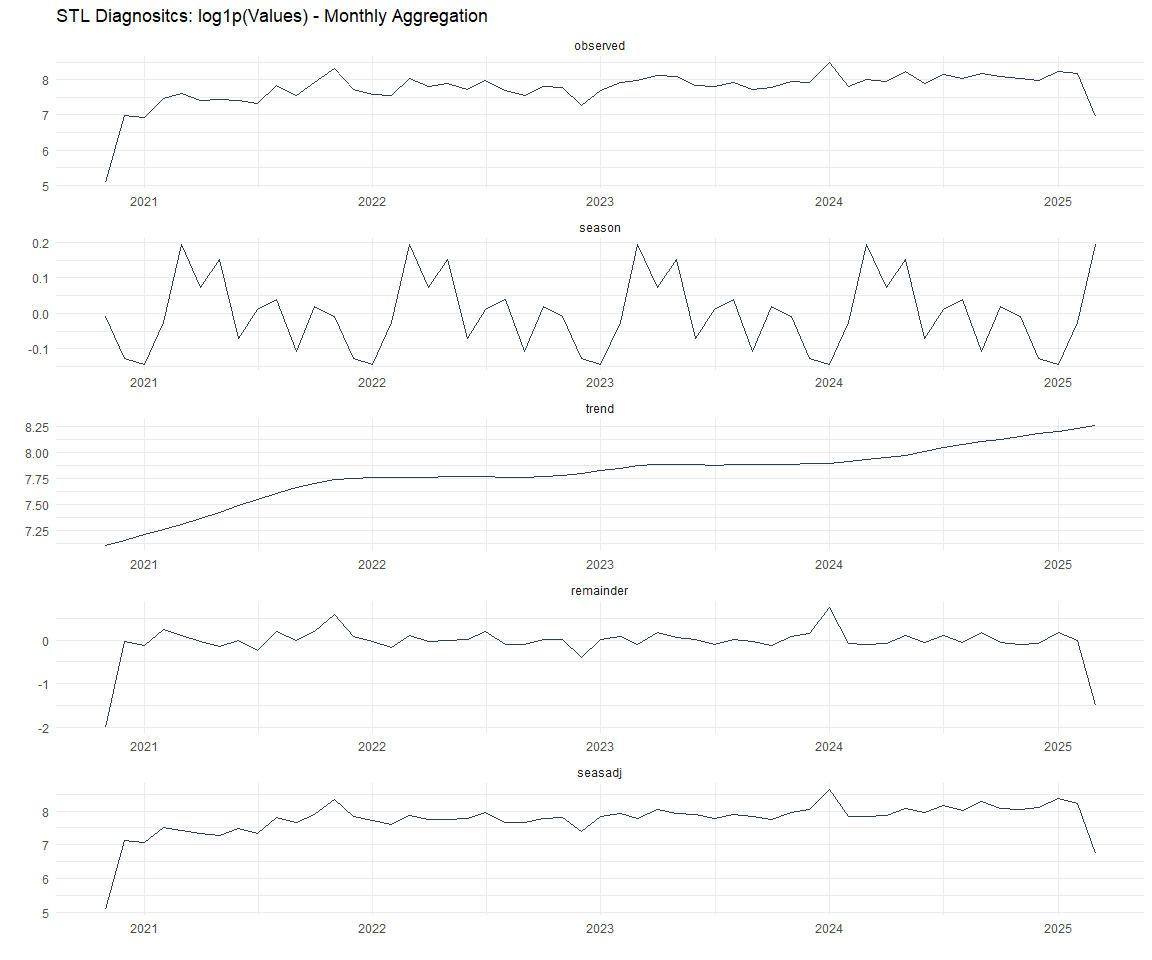 STL Diagnositcs: log1p(Values) - Monthly Aggregation
observed
8
7
6
5
2021 2022 2023 2024 2025
season
0.2
0.1
0.0
-0.1
2021 2022 2023 2024 2025
trend
8.25
8.00
7.75
7.50
7.25
2021 2022 2023 2024 2025
remainder
0
-1
-2
2021 2022 2023 2024 2025
seasadj
8
7
6
5
2021 2022 2023 2024 2025